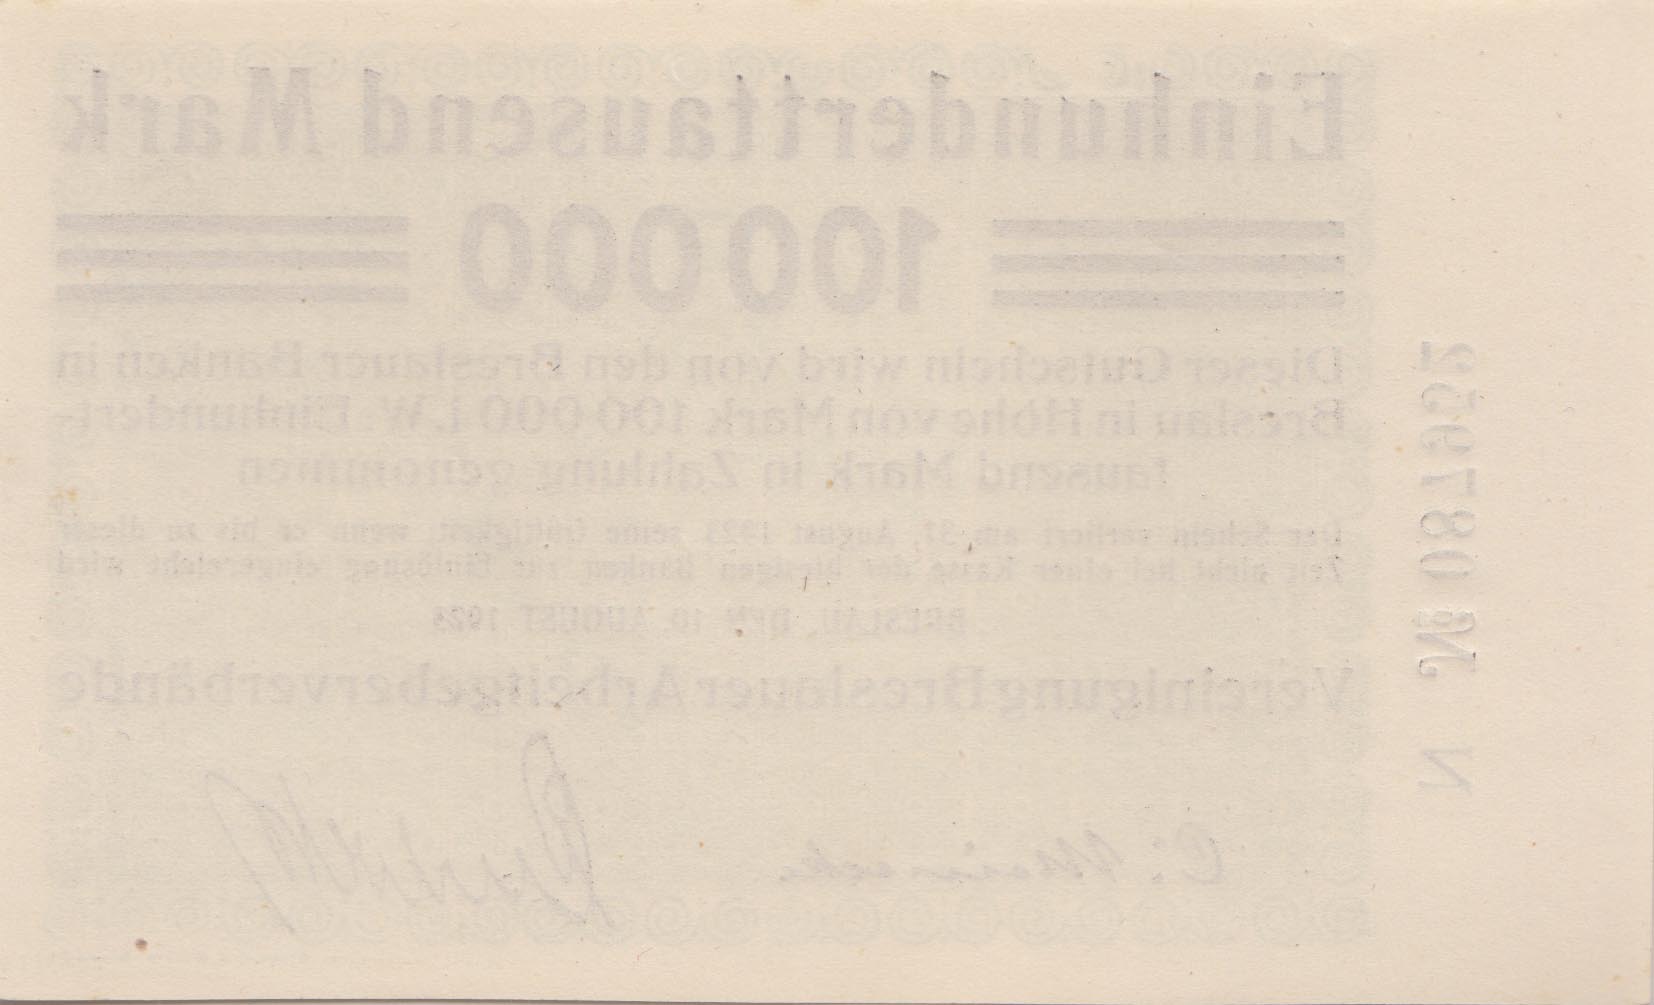 Einhunderttausend Mark
100000
Dieser Gutschein wird von den Breslauer Banken in
Breslau in Höhe von Mark 100 000 i.W. Einhundert-
tausend Mark in Zahlung genommen
Der Schein verliert am 31. August 1923 seine Gültigkeit, wenn er bis zu dieser
Zeit nicht bei einer Kasse der hiesigen Banken zur Einlösung eingereicht wird
BRESLAU, DEN 10. AUGUST 1923
Vereinigung Breslauer Arbeitgeberverbände
N № 087952